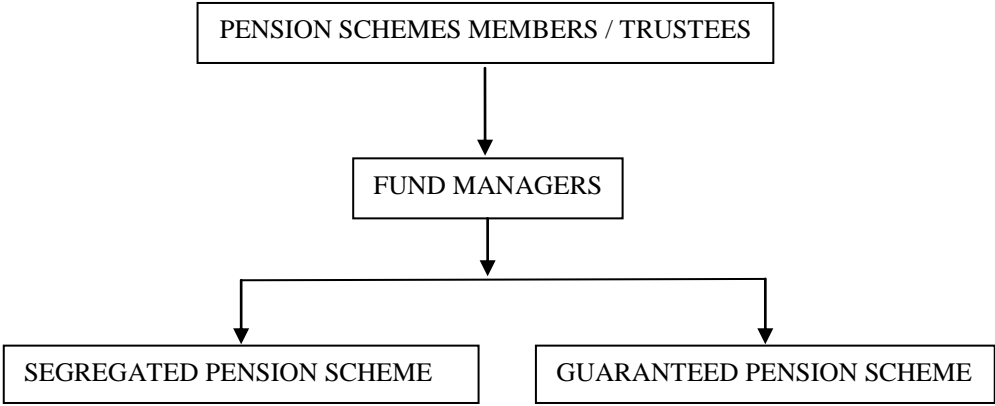 PENSION SCHEMES MEMBERS / TRUSTEES
FUND MANAGERS
SEGREGATED PENSION SCHEME
GUARANTEED PENSION SCHEME